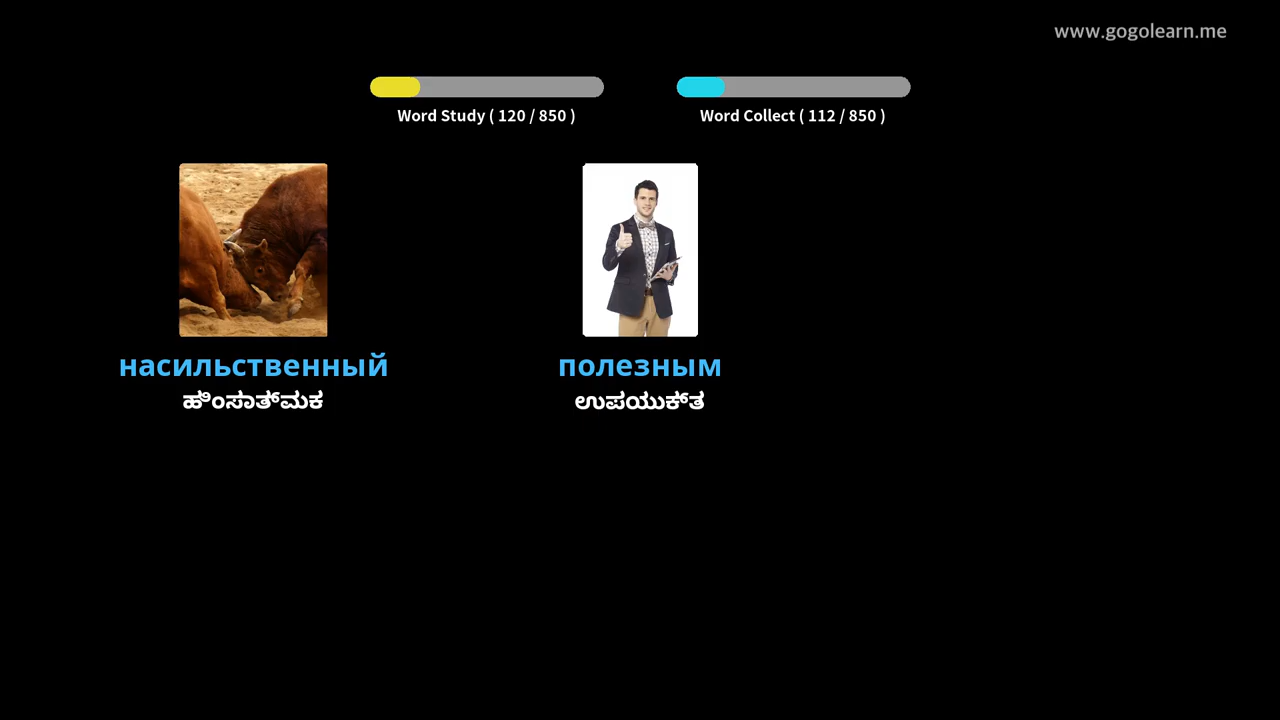 www.gogolearn.me
Word Study ( 120 / 850 )
Word Collect ( 112 / 850 )
насильственный
ಹಿಂಸಾತ್ಮಕ
полезным
ಉಪಯುಕ್ತ